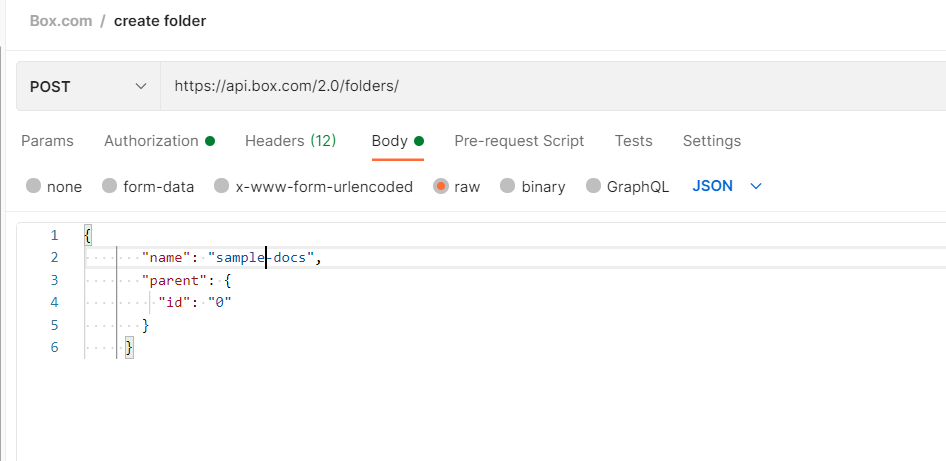 Box.com / create folder
POST https://api.box.com/2.0/folders/
Params Authorization Headers (12) Body Pre-request Script Tests Settings
none form-data x-www-form-urlencoded raw binary GraphQL JSON
1 {
2 "name": "sample-docs",
3 "parent": {
4 "id": "0"
5 }
6 }